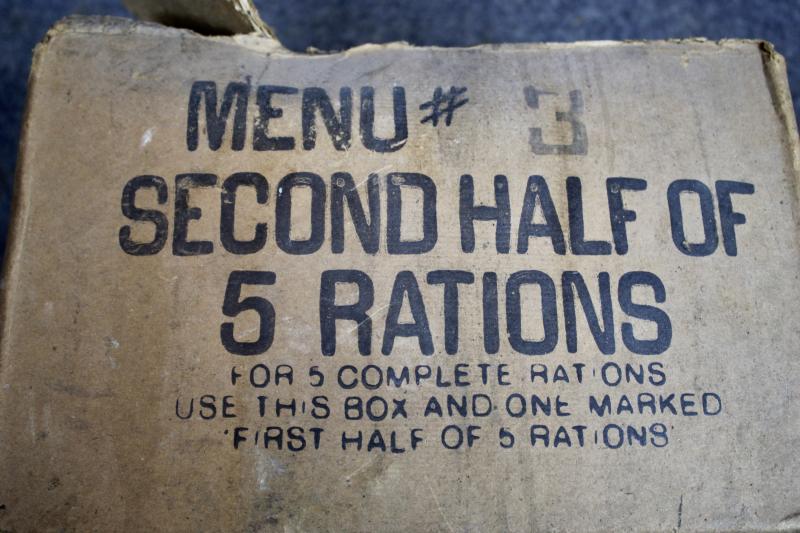 MENU # 3
SECOND HALF OF
5 RATIONS
FOR 5 COMPLETE RATIONS
USE THIS BOX AND ONE MARKED
'FIRST HALF OF 5 RATIONS'